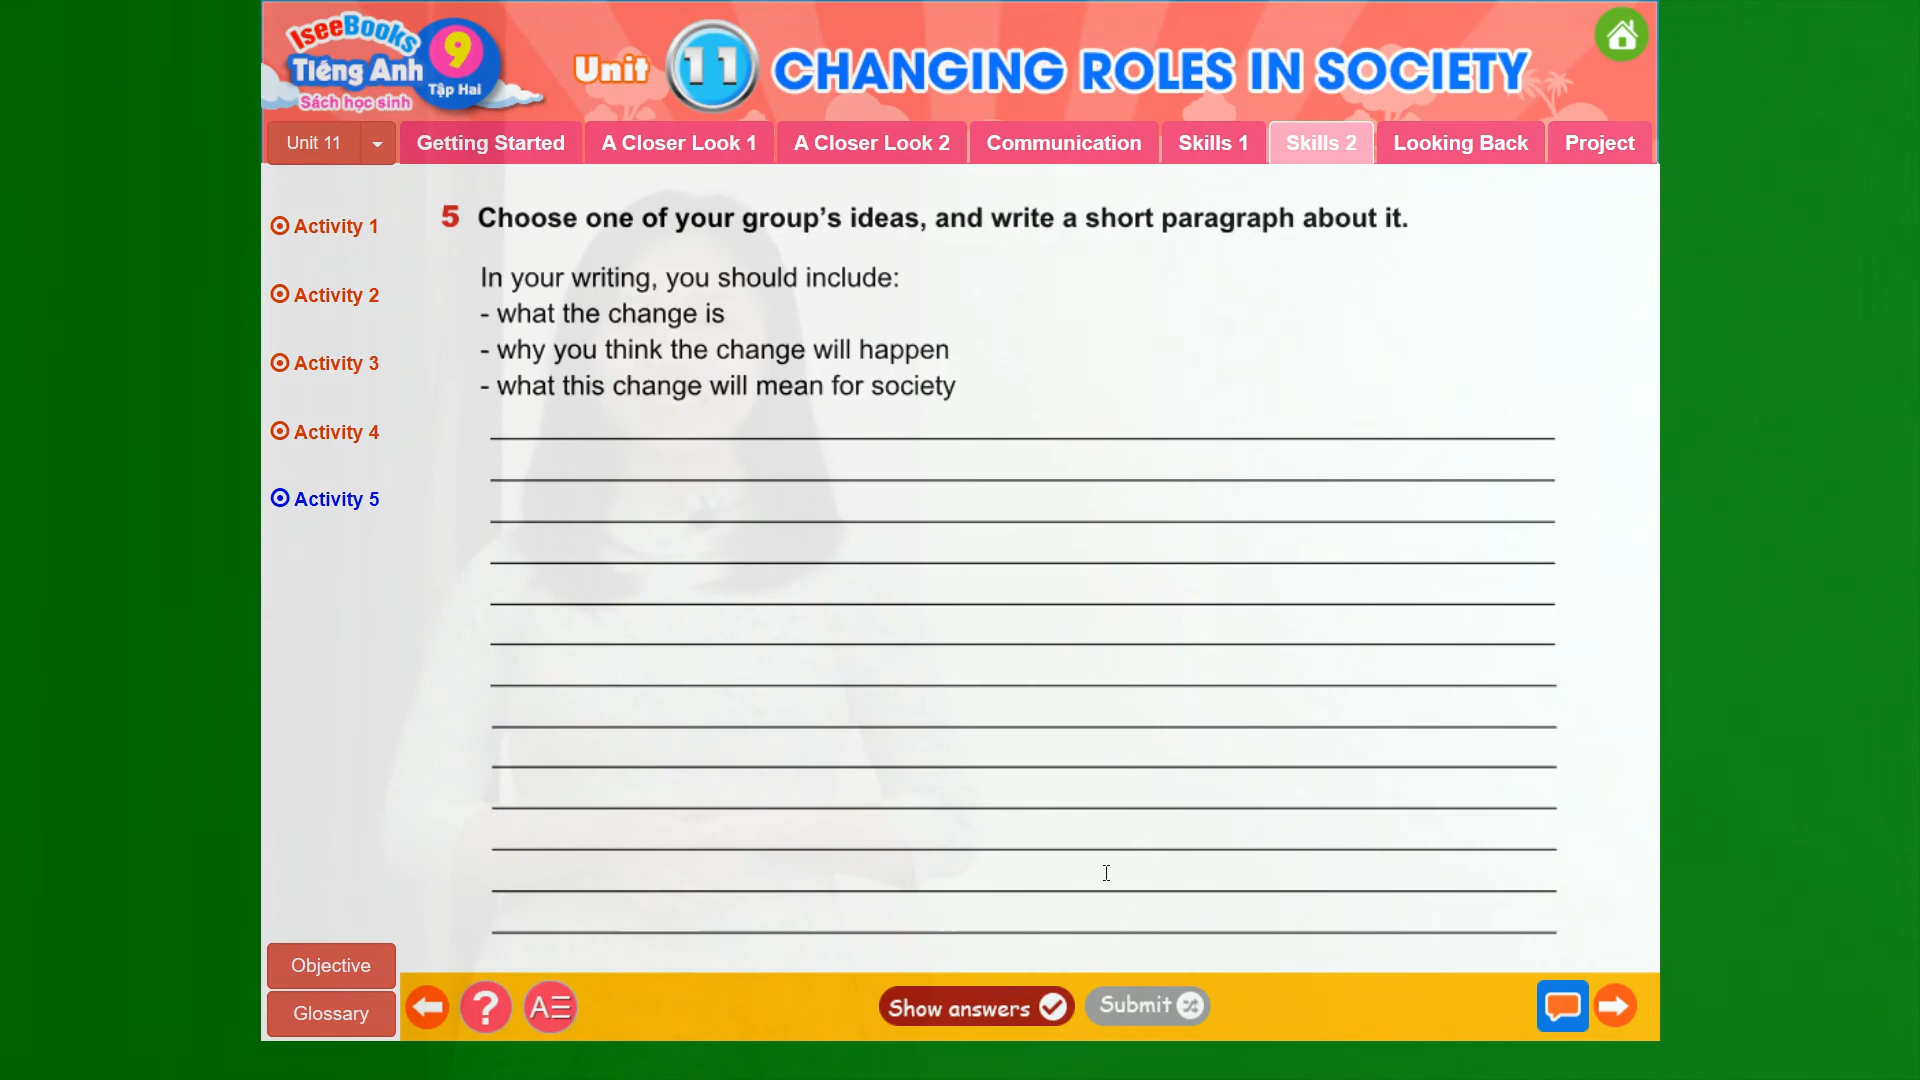 IseeBooks
Tiếng Anh 9
Tập Hai
Sách học sinh
Unit 11 CHANGING ROLES IN SOCIETY
Unit 11
Getting Started
A Closer Look 1
A Closer Look 2
Communication
Skills 1
Skills 2
Looking Back
Project
Activity 1
Activity 2
Activity 3
Activity 4
Activity 5
5 Choose one of your group's ideas, and write a short paragraph about it.
In your writing, you should include:
- what the change is
- why you think the change will happen
- what this change will mean for society
Objective
Glossary
?
A
Show answers
Submit